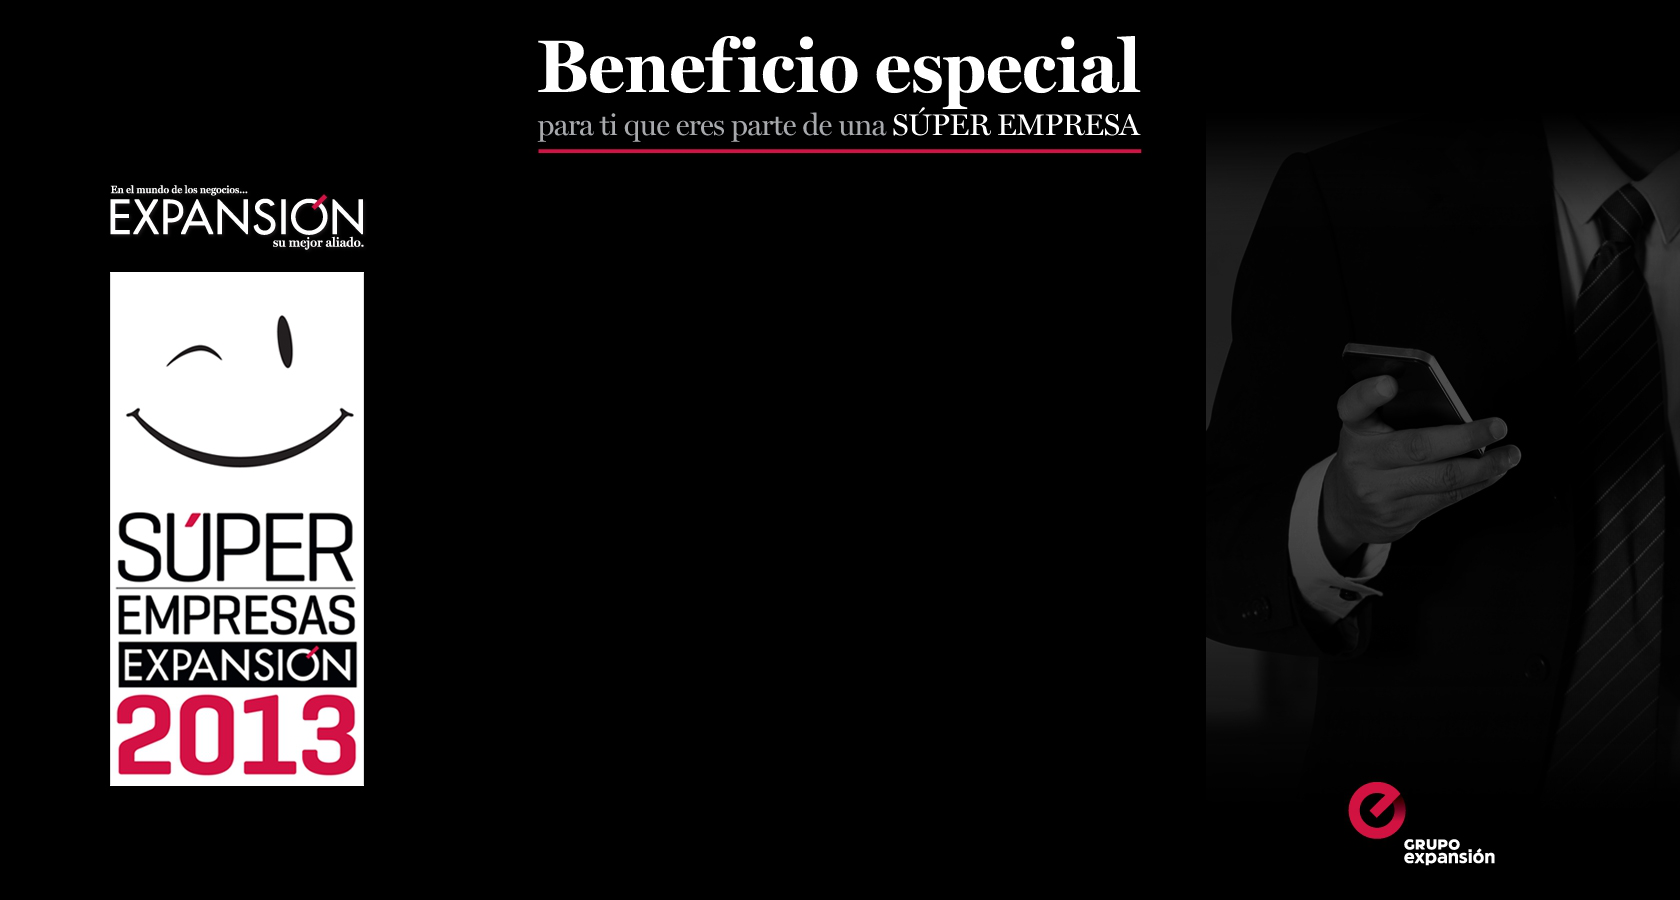 Beneficio especial
para ti que eres parte de una SÚPER EMPRESA
En el mundo de los negocios...
EXPANSIÓN
su mejor aliado.
SÚPER
EMPRESAS
EXPANSIÓN
2013
GRUPO
expansión